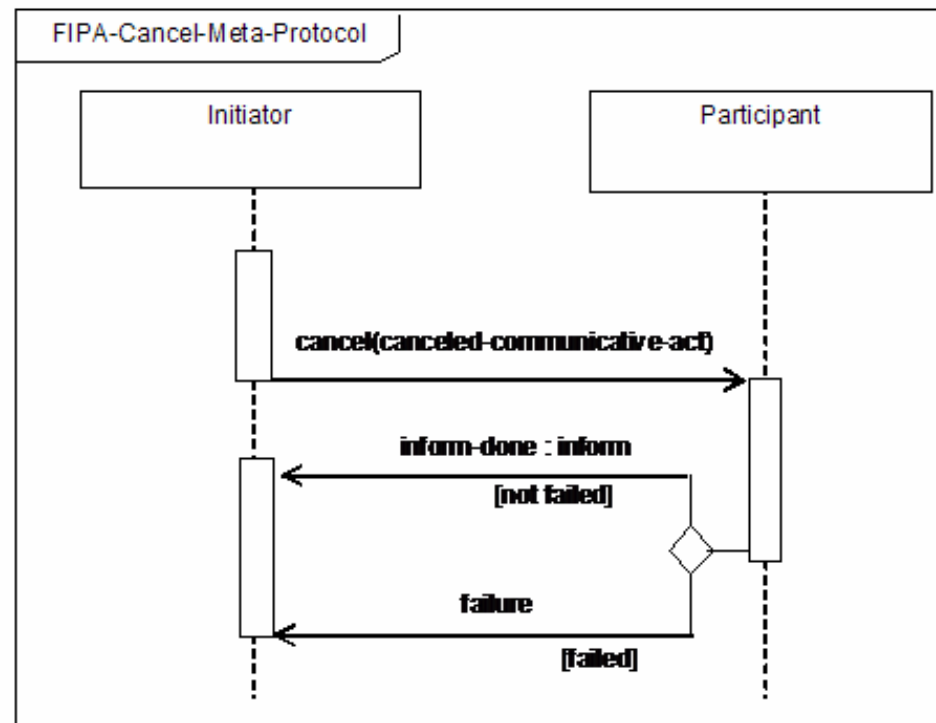 FIPA-Cancel-Meta-Protocol
Initiator
Participant
cancel(canceled-communicative-act)
inform-done : inform
[not failed]
failure
[failed]